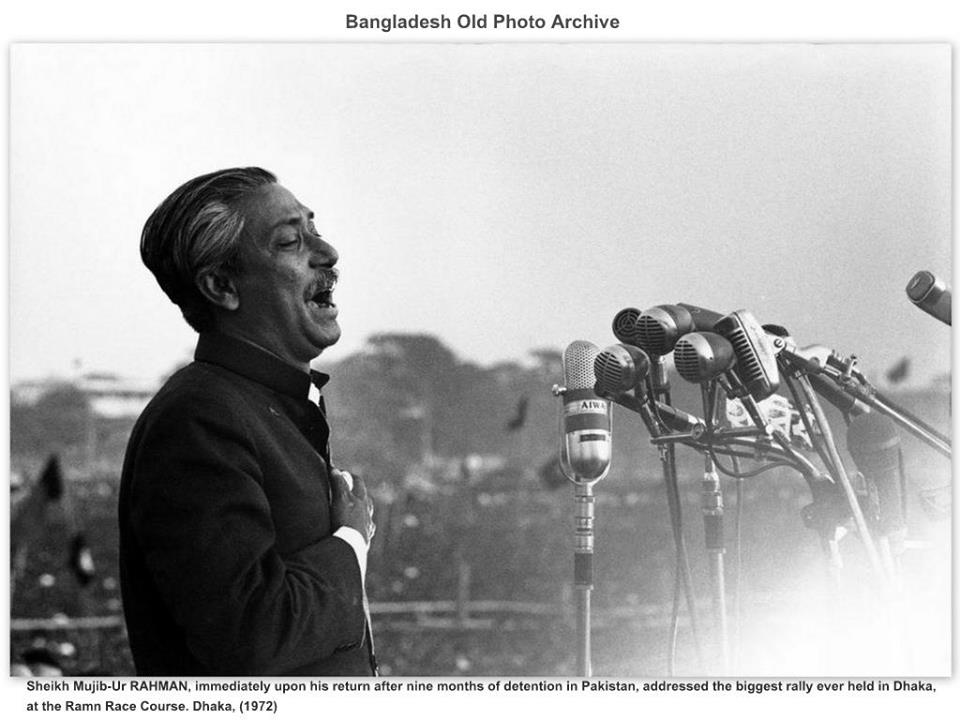 Bangladesh Old Photo Archive
AIWA
Sheikh Mujib-Ur RAHMAN, immediately upon his return after nine months of detention in Pakistan, addressed the biggest rally ever held in Dhaka,
at the Ramn Race Course. Dhaka, (1972)